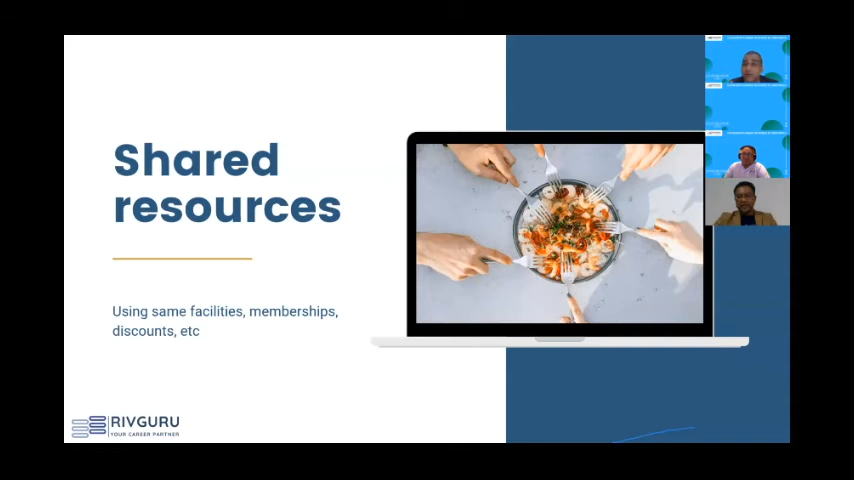 Shared
resources
Using same facilities, memberships,
discounts, etc
RIVGURU
YOUR CAREER PARTNER